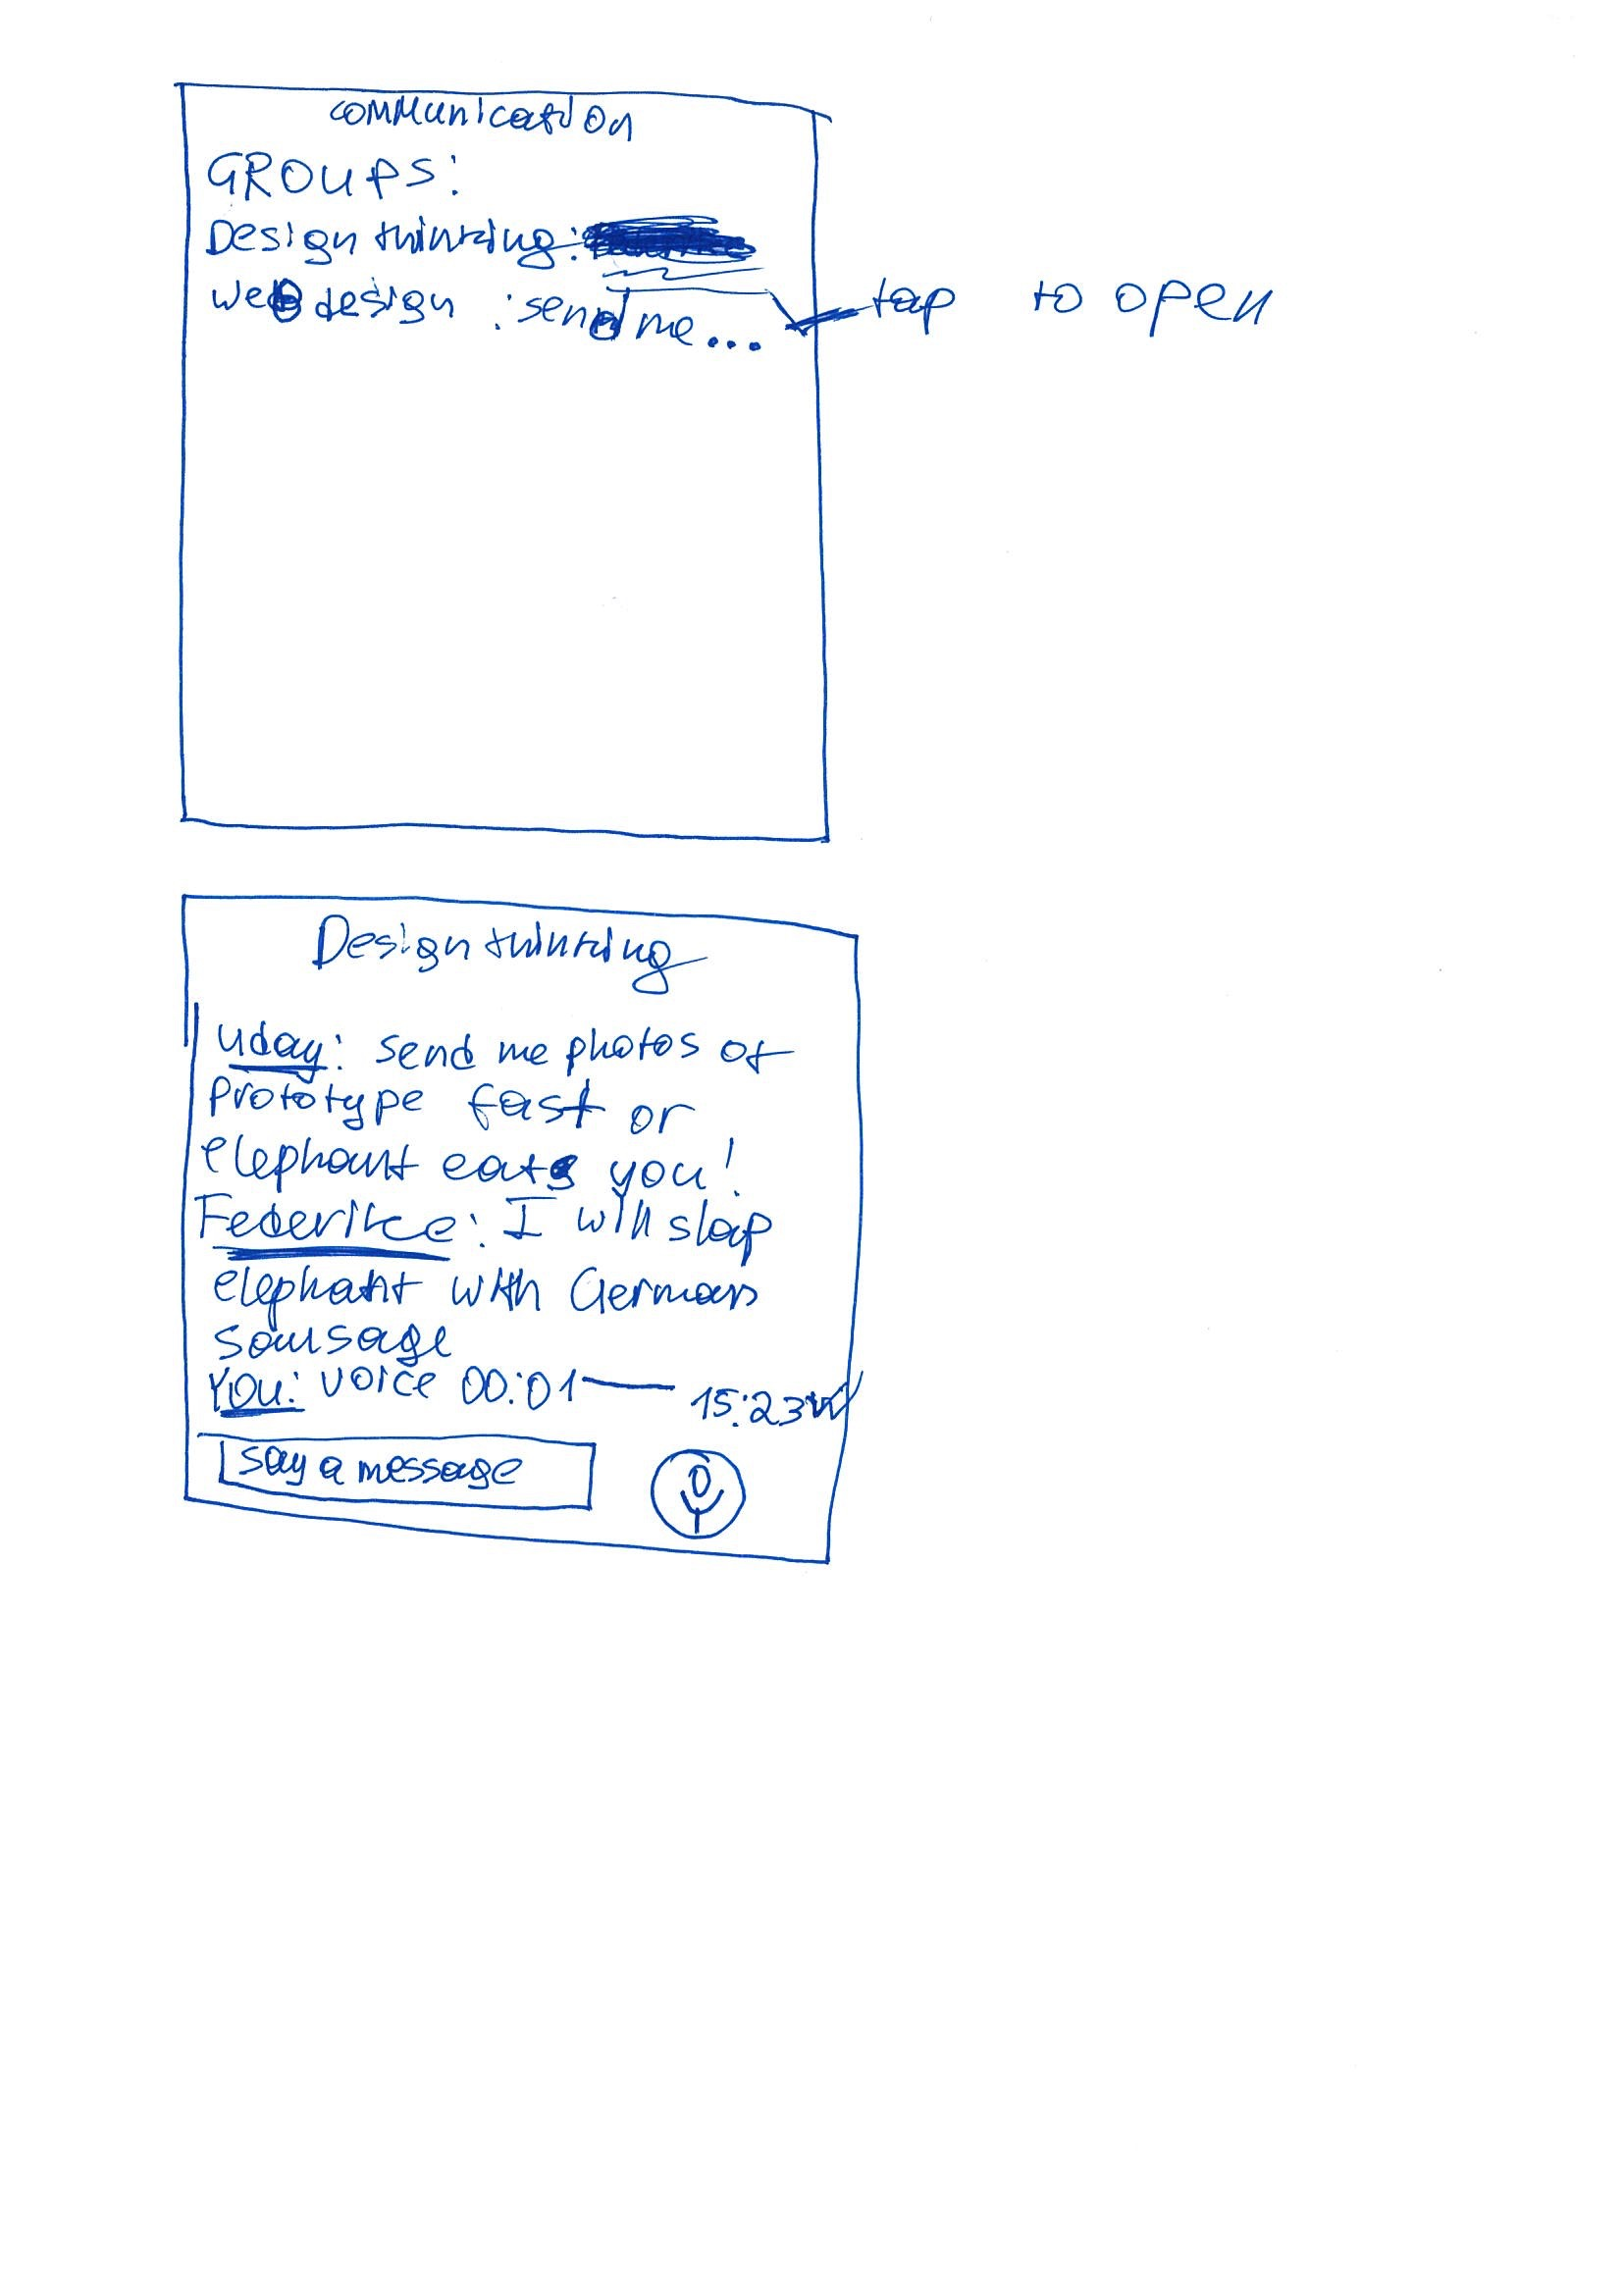 communication
GROUPS:
Design thinking:
web design : send me...
tap to open
Design thinking
Uday: send me photos of
prototype fast or
elephant eats you!
Federike: I will slap
elephant with German
sausage
You: voice 00:01 — 15:23
say a message